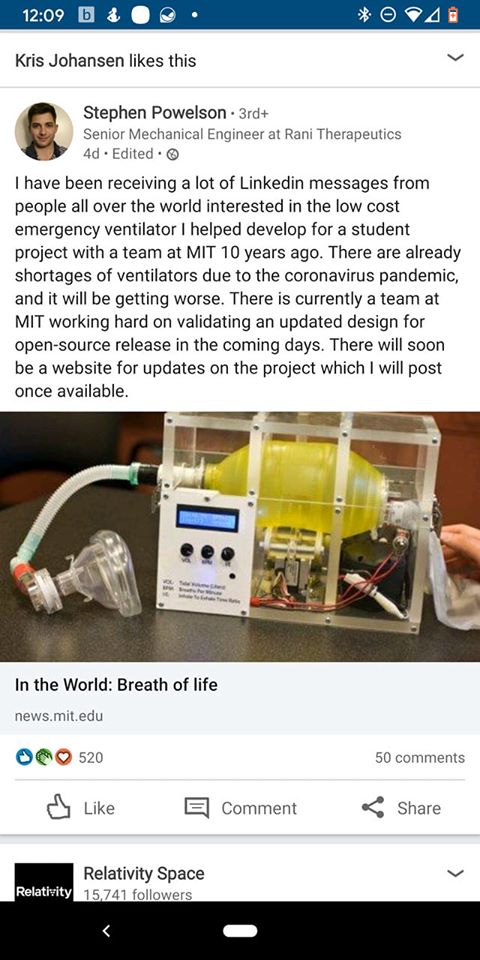 12:09
Kris Johansen likes this
Stephen Powelson • 3rd+
Senior Mechanical Engineer at Rani Therapeutics
4d • Edited •
I have been receiving a lot of Linkedin messages from
people all over the world interested in the low cost
emergency ventilator I helped develop for a student
project with a team at MIT 10 years ago. There are already
shortages of ventilators due to the coronavirus pandemic,
and it will be getting worse. There is currently a team at
MIT working hard on validating an updated design for
open-source release in the coming days. There will soon
be a website for updates on the project which I will post
once available.
VOL BPM I:E
VOL: Tidal Volume (Liters)
BPM: Breaths Per Minute
I:E: Inhale To Exhale Time Ratio
In the World: Breath of life
news.mit.edu
520 50 comments
Like Comment Share
Relativity Space
Relativity
15,741 followers